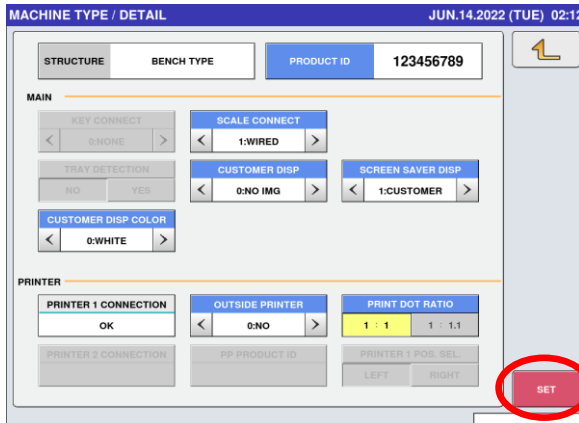 MACHINE TYPE / DETAIL JUN.14.2022 (TUE) 02:12
STRUCTURE BENCH TYPE PRODUCT ID 123456789
MAIN
KEY CONNECT SCALE CONNECT
< 0:NONE > < 1:WIRED >
TRAY DETECTION CUSTOMER DISP SCREEN SAVER DISP
NO YES < 0:NO IMG > < 1:CUSTOMER >
CUSTOMER DISP COLOR
< 0:WHITE >
PRINTER
PRINTER 1 CONNECTION OUTSIDE PRINTER PRINT DOT RATIO
OK < 0:NO > 1 : 1 1 : 1.1
PRINTER 2 CONNECTION PP PRODUCT ID PRINTER 1 POS. SEL.
LEFT RIGHT
SET